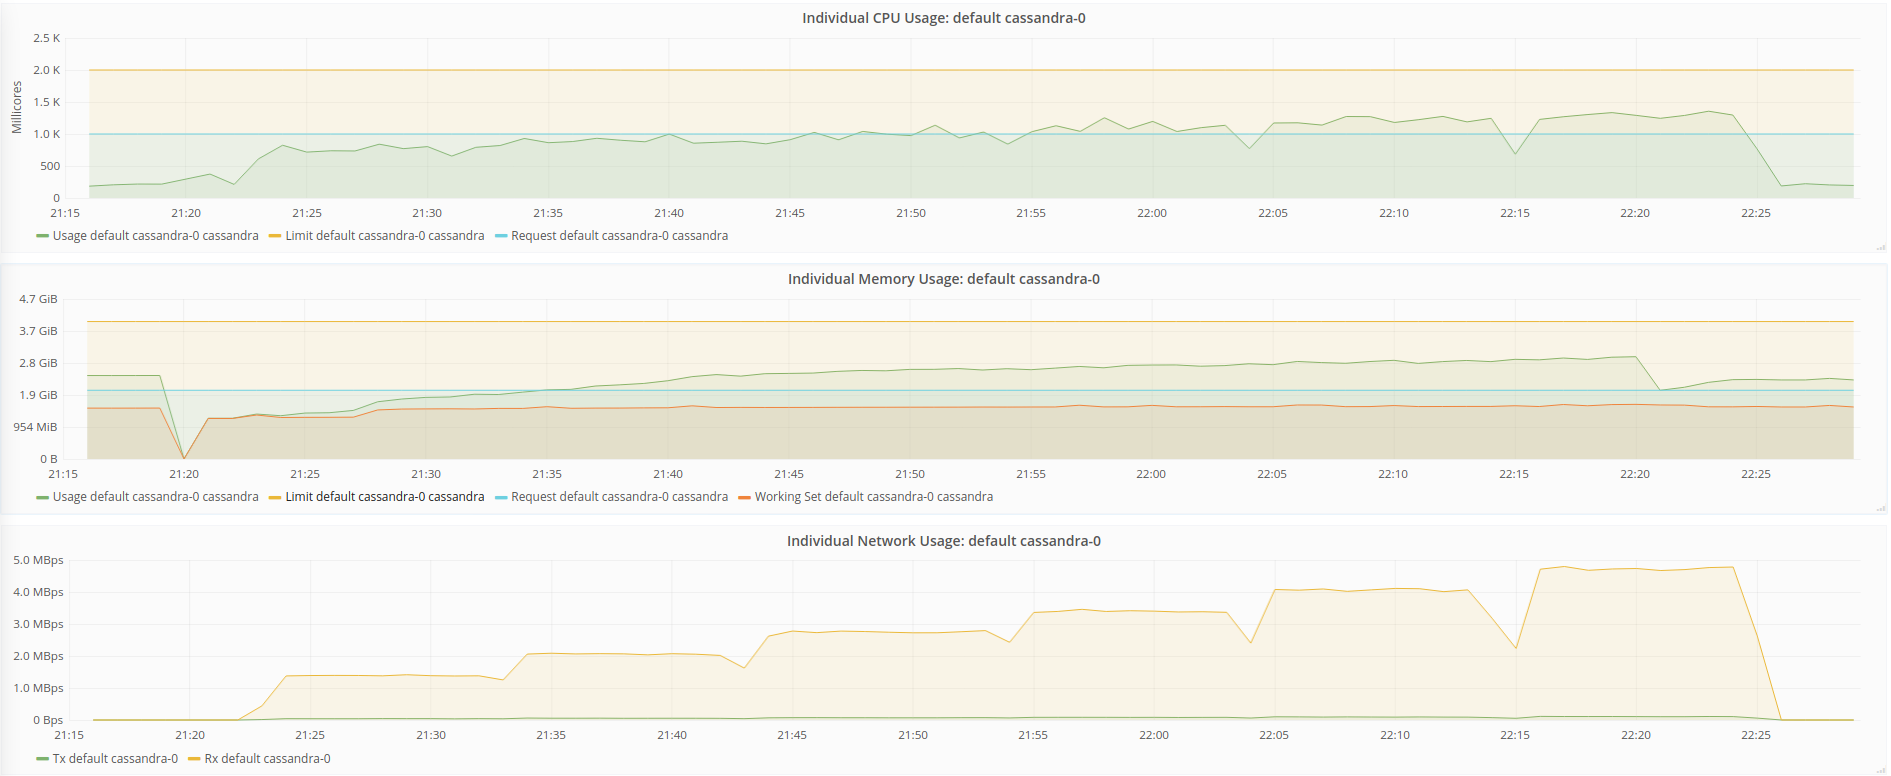 Individual CPU Usage: default cassandra-0
Millicores
2.5 K
2.0 K
1.5 K
1.0 K
500
0
21:15 21:20 21:25 21:30 21:35 21:40 21:45 21:50 21:55 22:00 22:05 22:10 22:15 22:20 22:25
Usage default cassandra-0 cassandra Limit default cassandra-0 cassandra Request default cassandra-0 cassandra
Individual Memory Usage: default cassandra-0
4.7 GiB
3.7 GiB
2.8 GiB
1.9 GiB
954 MiB
0 B
21:15 21:20 21:25 21:30 21:35 21:40 21:45 21:50 21:55 22:00 22:05 22:10 22:15 22:20 22:25
Usage default cassandra-0 cassandra Limit default cassandra-0 cassandra Request default cassandra-0 cassandra Working Set default cassandra-0 cassandra
Individual Network Usage: default cassandra-0
5.0 MBps
4.0 MBps
3.0 MBps
2.0 MBps
1.0 MBps
0 Bps
21:15 21:20 21:25 21:30 21:35 21:40 21:45 21:50 21:55 22:00 22:05 22:10 22:15 22:20 22:25
Tx default cassandra-0 Rx default cassandra-0